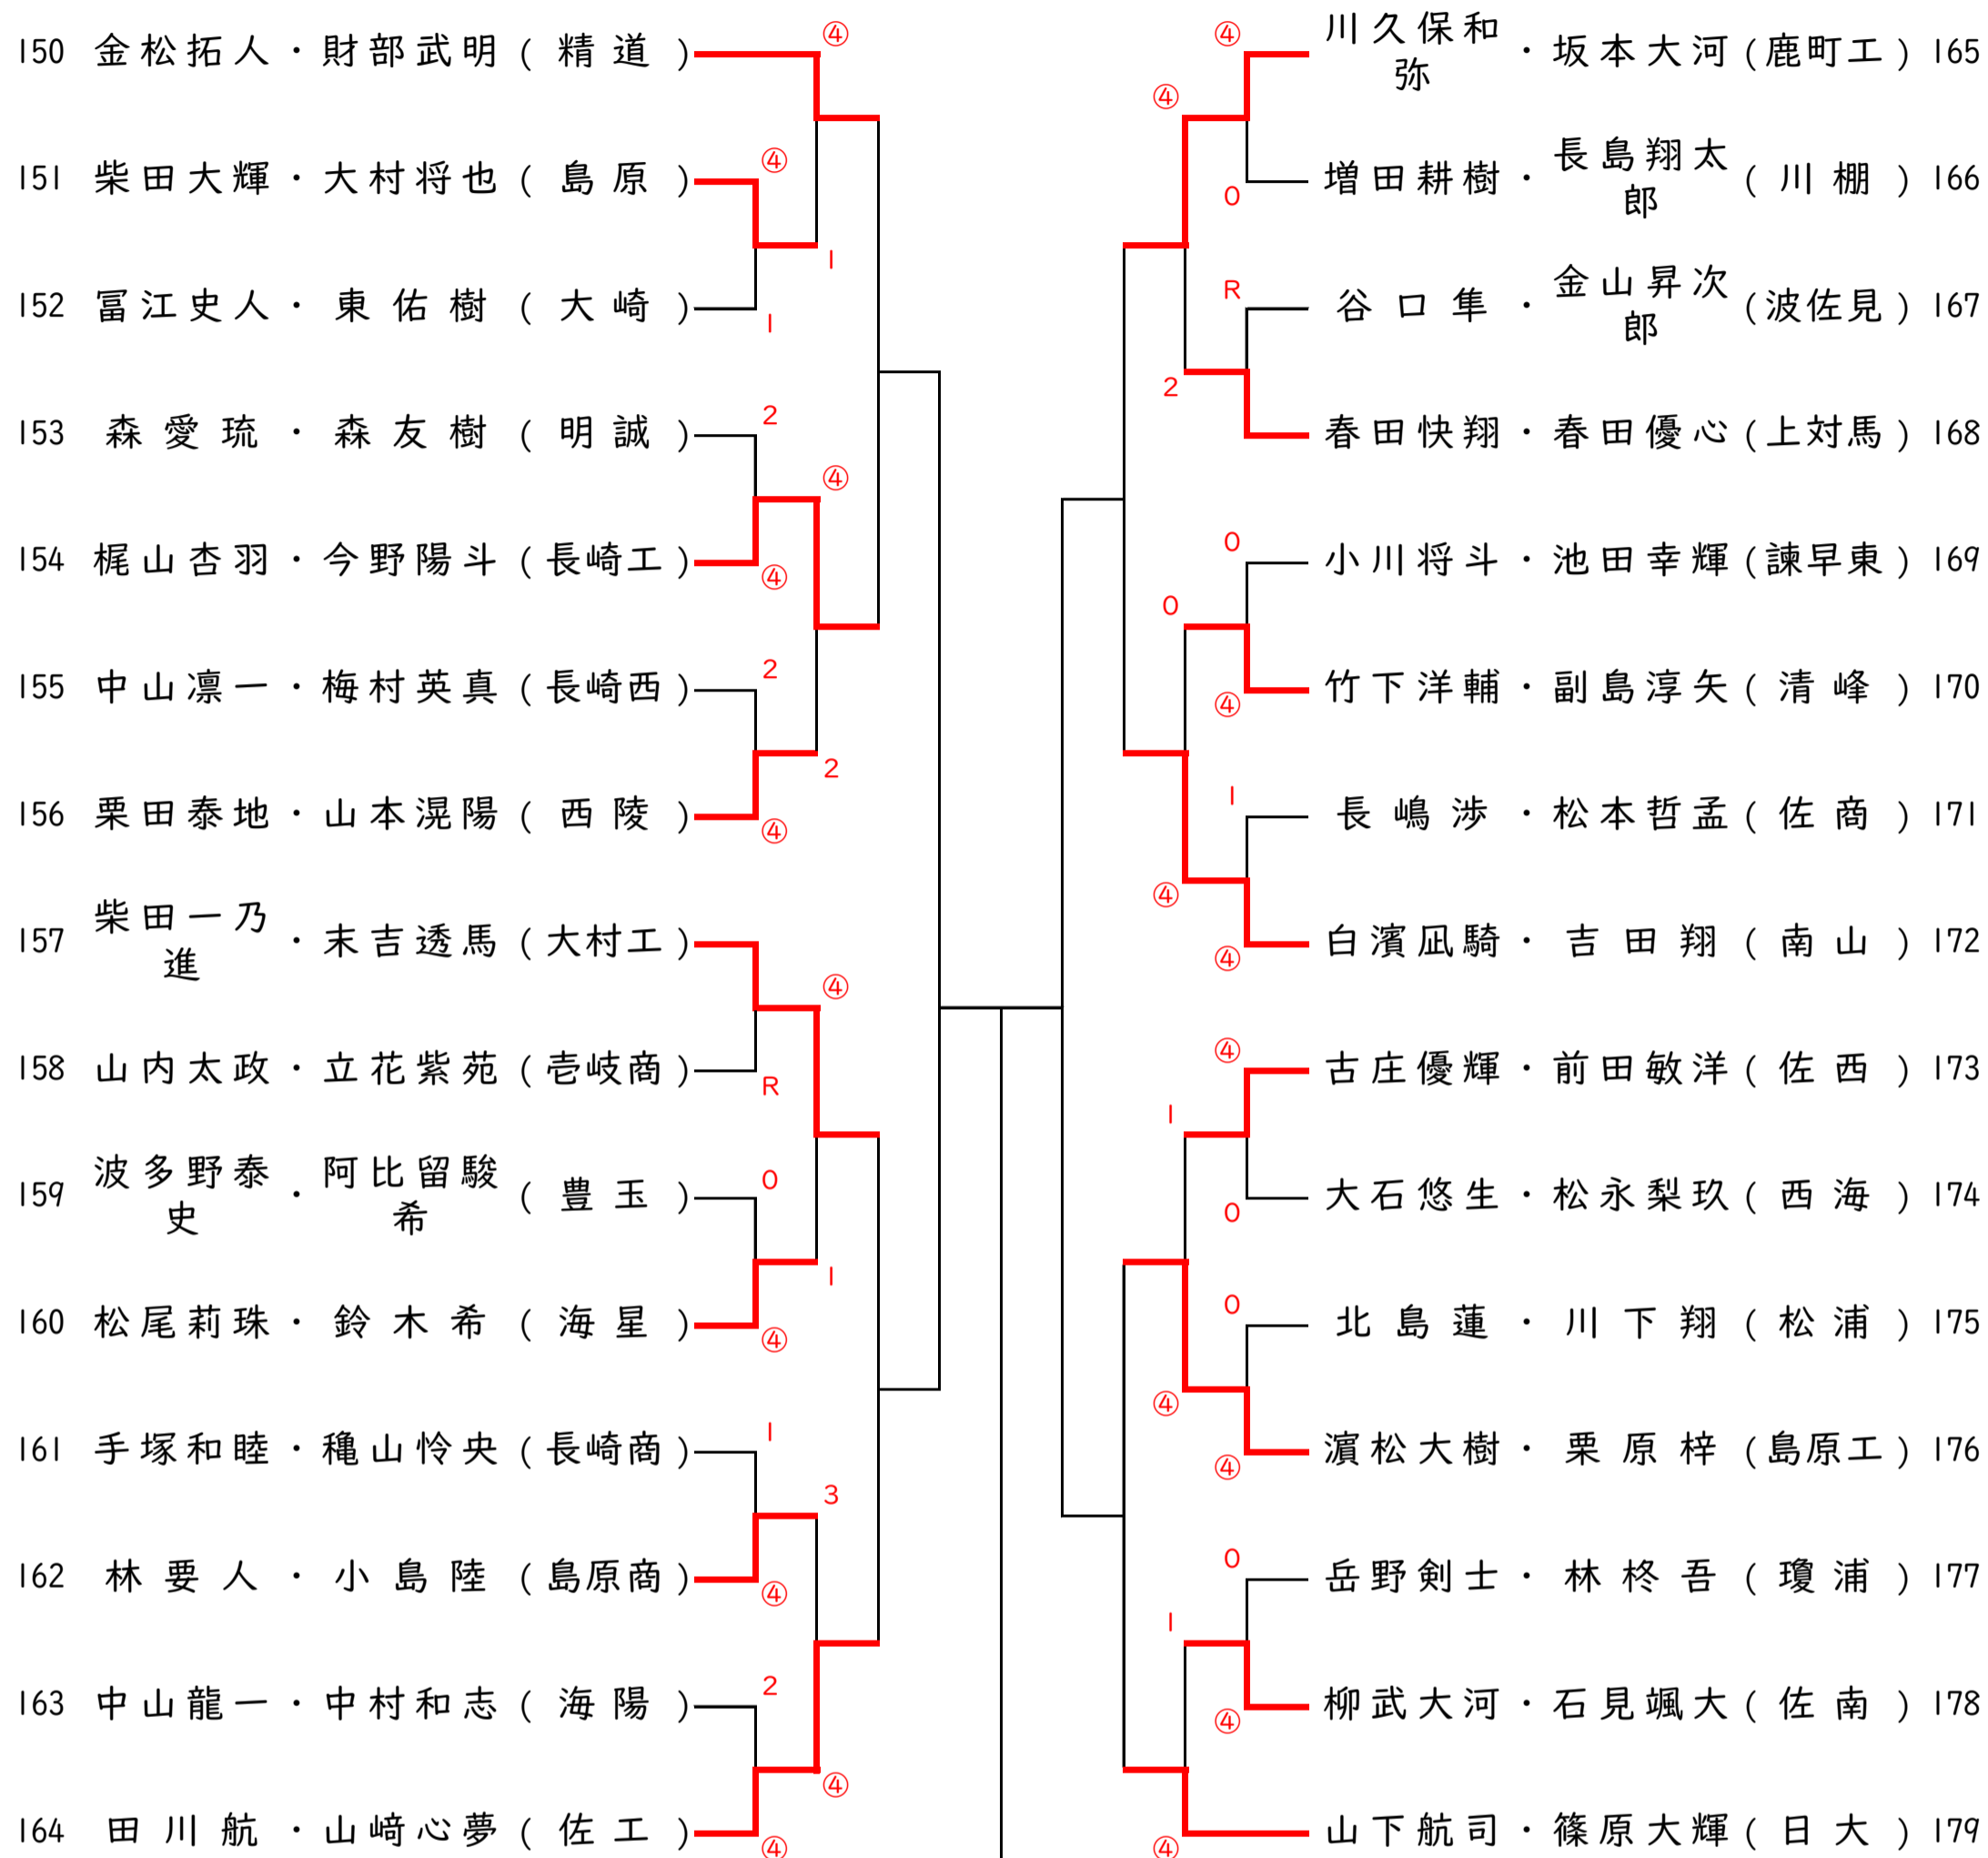 150 金松拓人・財部武明(精道) ④
151 柴田大輝・大村将也(島原) ④
1
152 冨江史人・東佑樹(大崎) 1
153 森愛琉・森友樹(明誠) 2
④
154 梶山杏羽・今野陽斗(長崎工) ④
155 中山凛一・梅村英真(長崎西) 2
2
156 栗田泰地・山本滉陽(西陵) ④
157 柴田一乃進・末吉透馬(大村工)
④
158 山内太政・立花紫苑(壱岐商) R
159 波多野泰史・阿比留駿希(豊玉) 0
1
160 松尾莉珠・鈴木希(海星) ④
161 手塚和睦・穐山怜央(長崎商) 1
3
162 林要人・小島陸(島原商) ④
163 中山龍一・中村和志(海陽) 2
④
164 田川航・山﨑心夢(佐工) ④
④ 川久保和弥・坂本大河(鹿町工) 165
④
0 増田耕樹・長島翔太郎(川棚) 166
R 谷口隼・金山昇次郎(波佐見) 167
2
春田快翔・春田優心(上対馬) 168
0 小川将斗・池田幸輝(諫早東) 169
0
④ 竹下洋輔・副島淳矢(清峰) 170
1 長嶋渉・松本哲孟(佐商) 171
④
④ 白濱凪騎・吉田翔(南山) 172
④ 古庄優輝・前田敏洋(佐西) 173
1
0 大石悠生・松永梨玖(西海) 174
0 北島蓮・川下翔(松浦) 175
④
④ 濵松大樹・栗原梓(島原工) 176
0 岳野剣士・林柊吾(瓊浦) 177
1
④ 柳武大河・石見颯大(佐南) 178
④ 山下航司・篠原大輝(日大) 179